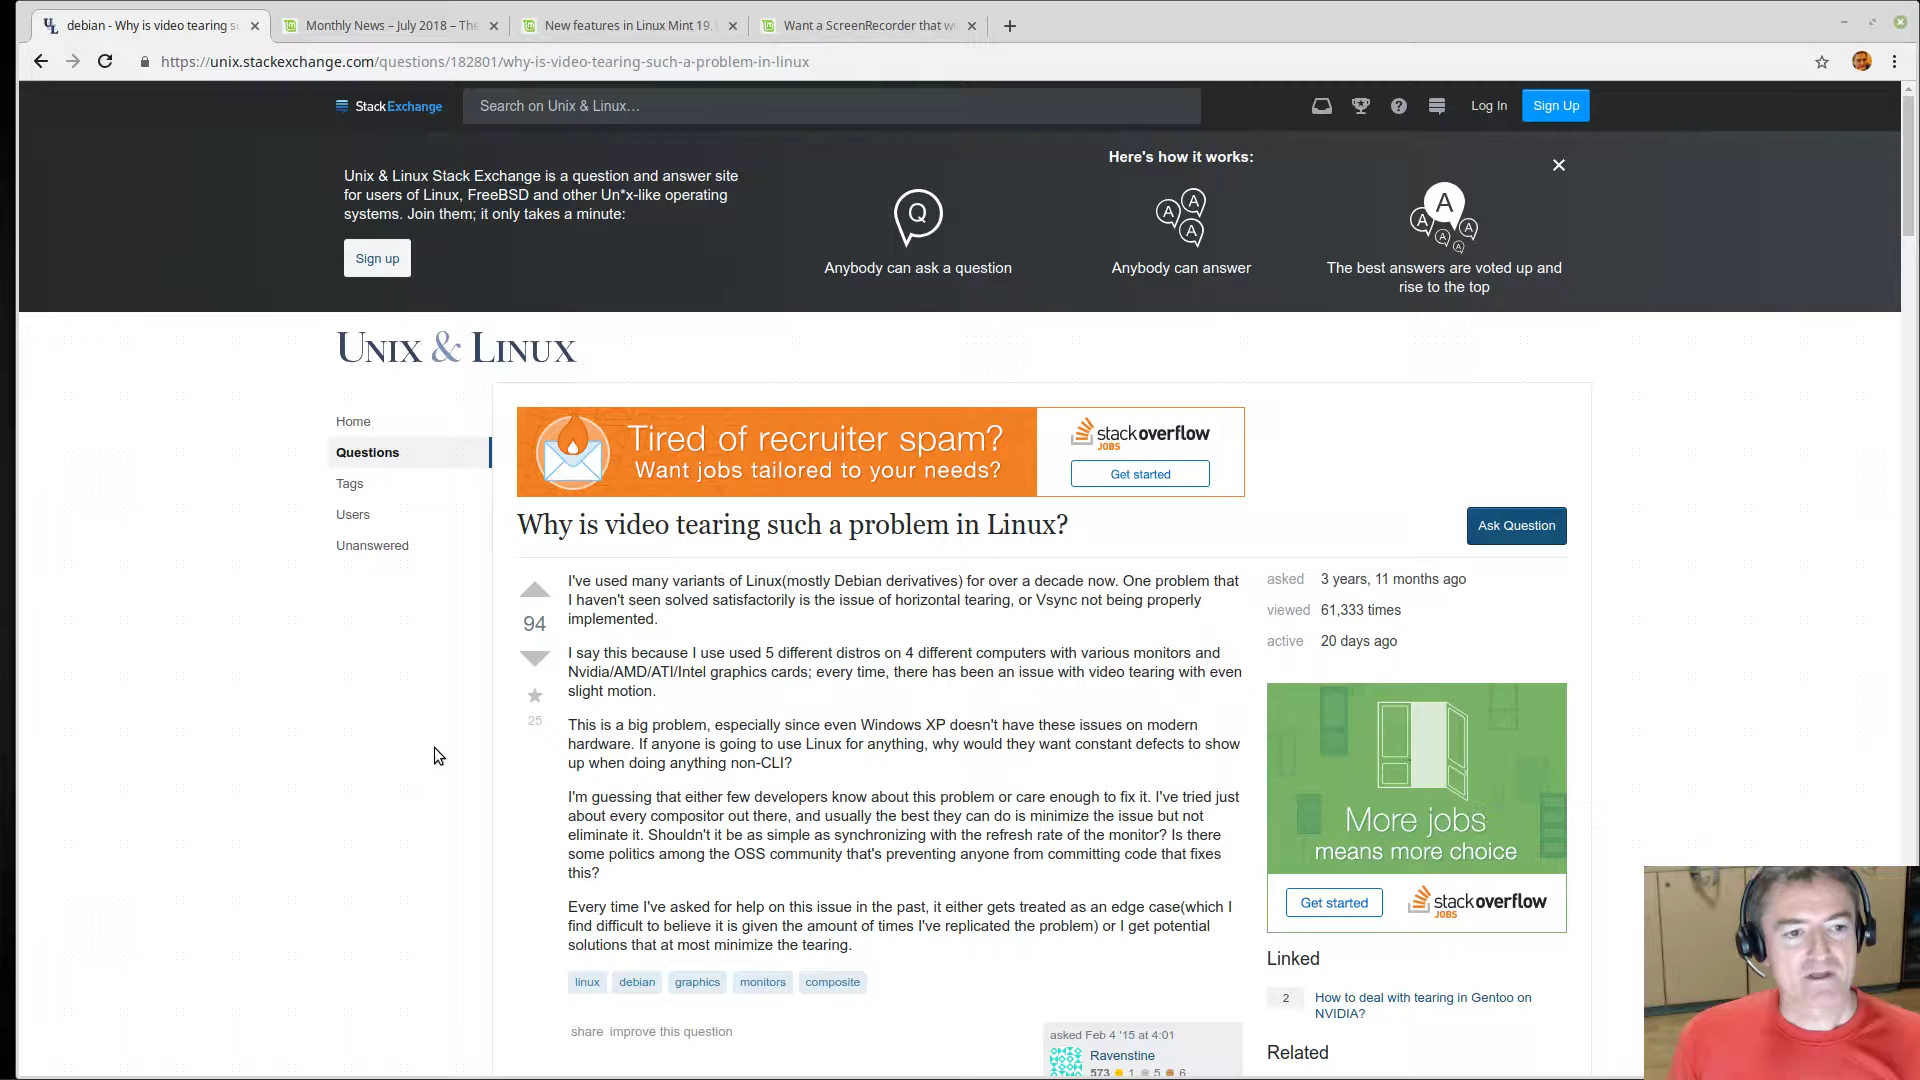 debian - Why is video tearing su
Monthly News – July 2018 – The
New features in Linux Mint 19.
Want a ScreenRecorder that wi
https://unix.stackexchange.com/questions/182801/why-is-video-tearing-such-a-problem-in-linux
StackExchange
Search on Unix & Linux…
Log In
Sign Up
Unix & Linux Stack Exchange is a question and answer site
for users of Linux, FreeBSD and other Un*x-like operating
systems. Join them; it only takes a minute:
Sign up
Here's how it works:
Q
Anybody can ask a question
A
A
A
Anybody can answer
A
A
A
A
A
The best answers are voted up and
rise to the top
UNIX & LINUX
Home
Questions
Tags
Users
Unanswered
Tired of recruiter spam?
Want jobs tailored to your needs?
stackoverflow
JOBS
Get started
Why is video tearing such a problem in Linux?
Ask Question
94
25
I've used many variants of Linux(mostly Debian derivatives) for over a decade now. One problem that
I haven't seen solved satisfactorily is the issue of horizontal tearing, or Vsync not being properly
implemented.
I say this because I use used 5 different distros on 4 different computers with various monitors and
Nvidia/AMD/ATI/Intel graphics cards; every time, there has been an issue with video tearing with even
slight motion.
This is a big problem, especially since even Windows XP doesn't have these issues on modern
hardware. If anyone is going to use Linux for anything, why would they want constant defects to show
up when doing anything non-CLI?
I'm guessing that either few developers know about this problem or care enough to fix it. I've tried just
about every compositor out there, and usually the best they can do is minimize the issue but not
eliminate it. Shouldn't it be as simple as synchronizing with the refresh rate of the monitor? Is there
some politics among the OSS community that's preventing anyone from committing code that fixes
this?
Every time I've asked for help on this issue in the past, it either gets treated as an edge case(which I
find difficult to believe it is given the amount of times I've replicated the problem) or I get potential
solutions that at most minimize the tearing.
linux
debian
graphics
monitors
composite
share improve this question
asked Feb 4 '15 at 4:01
Ravenstine
573 1 5 6
asked 3 years, 11 months ago
viewed 61,333 times
active 20 days ago
More jobs
means more choice
Get started
stackoverflow
JOBS
Linked
2
How to deal with tearing in Gentoo on
NVIDIA?
Related